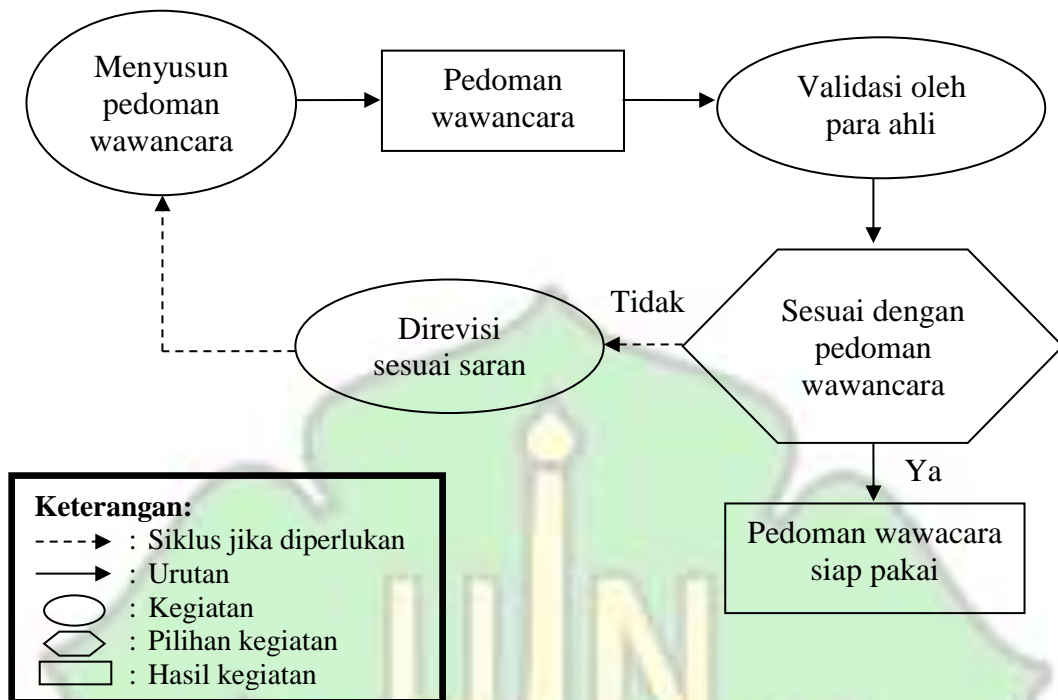 Menyusun
pedoman
wawancara
Pedoman
wawancara
Validasi oleh
para ahli
Sesuai dengan
pedoman
wawancara
Tidak
Direvisi
sesuai saran
Ya
Pedoman wawacara
siap pakai
Keterangan:
: Siklus jika diperlukan
: Urutan
: Kegiatan
: Pilihan kegiatan
: Hasil kegiatan
UIN